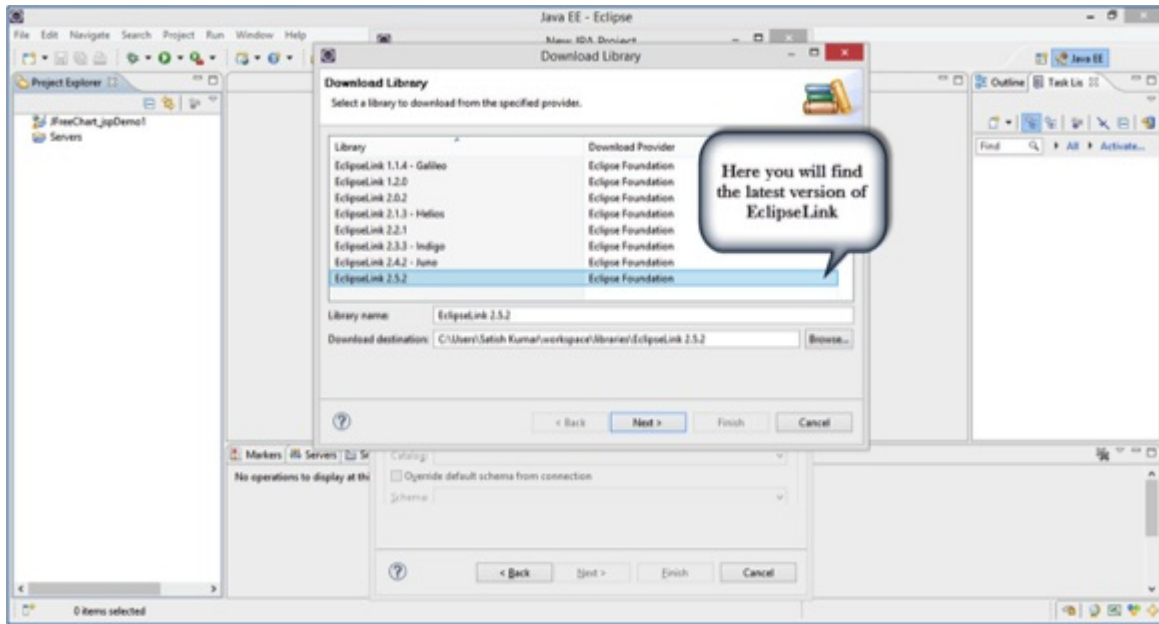 Java EE - Eclipse
File Edit Navigate Search Project Run Window Help
New JPA Project
Download Library
Java EE
Project Explorer
Outline Task Lis
JFreeChart_jspDemo1
Servers
Find All Activate...
Download Library
Select a library to download from the specified provider.
Library Download Provider
EclipseLink 1.1.4 - Galileo Eclipse Foundation
EclipseLink 1.2.0 Eclipse Foundation
EclipseLink 2.0.2 Eclipse Foundation
EclipseLink 2.1.3 - Helios Eclipse Foundation
EclipseLink 2.2.1 Eclipse Foundation
EclipseLink 2.3.3 - Indigo Eclipse Foundation
EclipseLink 2.4.2 - Juno Eclipse Foundation
EclipseLink 2.5.2 Eclipse Foundation
Here you will find
the latest version of
EclipseLink
Library name: EclipseLink 2.5.2
Download destination: C:\Users\Satish Kumar\workspace\libraries\EclipseLink 2.5.2 Browse...
< Back Next > Finish Cancel
Markers Servers
No operations to display at thi
Catalog:
Override default schema from connection
Schema:
< Back Next > Finish Cancel
0 items selected